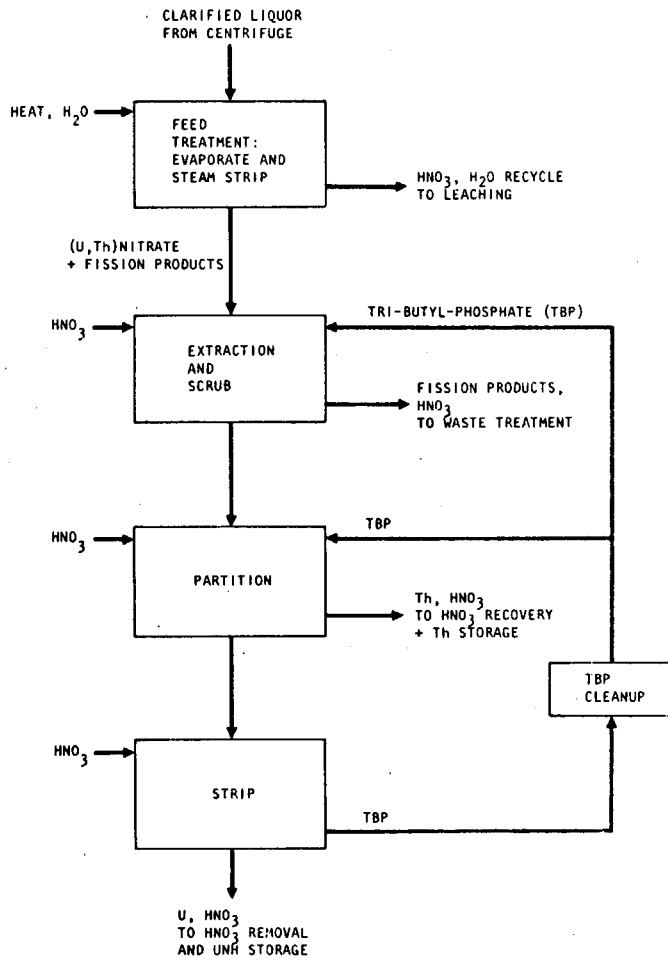 CLARIFIED LIQUOR
FROM CENTRIFUGE
HEAT, H2O
FEED
TREATMENT:
EVAPORATE AND
STEAM STRIP
HNO3, H2O RECYCLE
TO LEACHING
(U,Th)NITRATE
+ FISSION PRODUCTS
TRI-BUTYL-PHOSPHATE (TBP)
HNO3
EXTRACTION
AND
SCRUB
FISSION PRODUCTS,
HNO3
TO WASTE TREATMENT
TBP
HNO3
PARTITION
Th, HNO3
TO HNO3 RECOVERY
+ Th STORAGE
TBP
CLEANUP
HNO3
STRIP
TBP
U, HNO3
TO HNO3 REMOVAL
AND UNH STORAGE